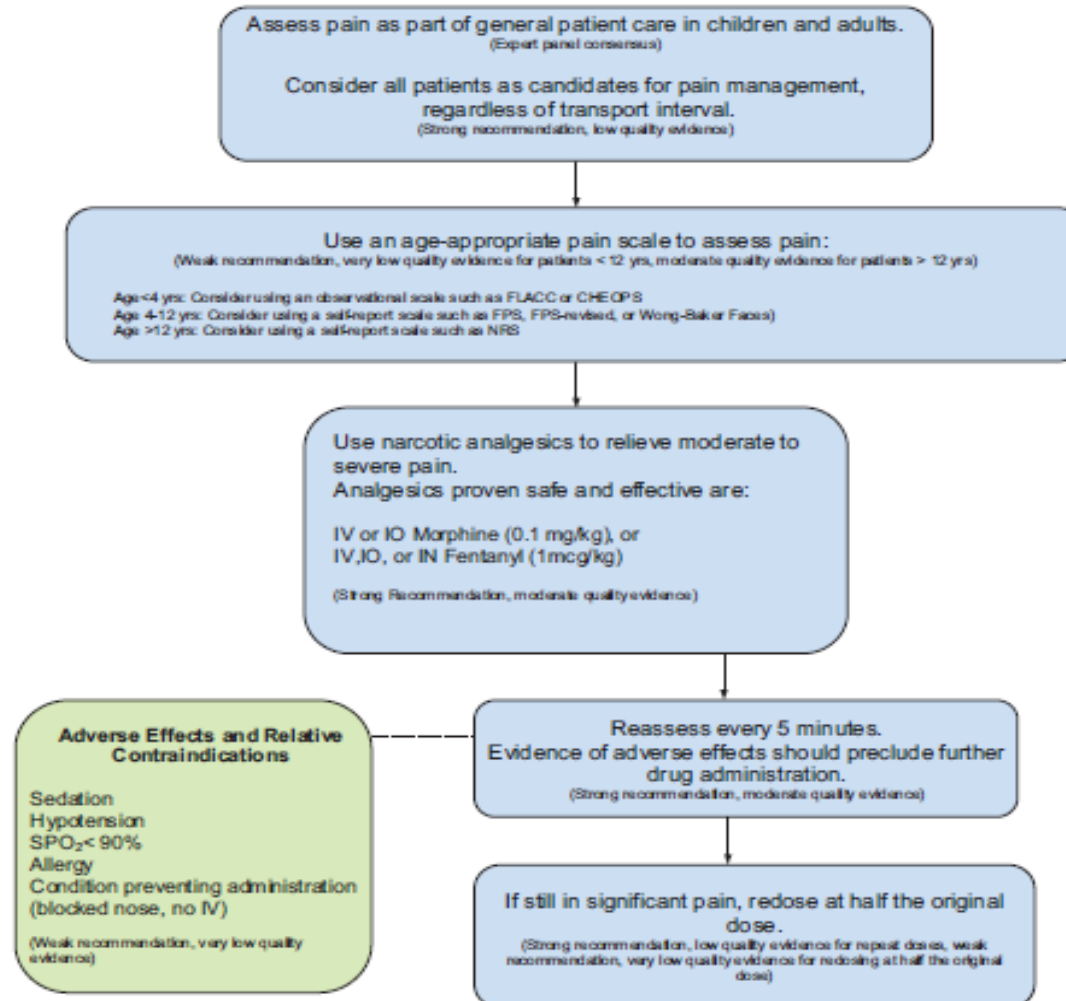 Assess pain as part of general patient care in children and adults.
(Expert panel consensus)
Consider all patients as candidates for pain management,
regardless of transport interval.
(Strong recommendation, low quality evidence)
Use an age-appropriate pain scale to assess pain:
(Weak recommendation, very low quality evidence for patients < 12 yrs, moderate quality evidence for patients > 12 yrs)
Age<4 yrs: Consider using an observational scale such as FLACC or CHEOPS
Age 4-12 yrs: Consider using a self-report scale such as FPS, FPS-revised, or Wong-Baker Faces)
Age >12 yrs: Consider using a self-report scale such as NRS
Use narcotic analgesics to relieve moderate to
severe pain.
Analgesics proven safe and effective are:
IV or IO Morphine (0.1 mg/kg), or
IV,IO, or IN Fentanyl (1mcg/kg)
(Strong Recommendation, moderate quality evidence)
Adverse Effects and Relative
Contraindications
Sedation
Hypotension
SPO₂< 90%
Allergy
Condition preventing administration
(blocked nose, no IV)
(Weak recommendation, very low quality
evidence)
Reassess every 5 minutes.
Evidence of adverse effects should preclude further
drug administration.
(Strong recommendation, moderate quality evidence)
If still in significant pain, redose at half the original
dose.
(Strong recommendation, low quality evidence for repeat doses, weak
recommendation, very low quality evidence for redosing at half the original
dose)